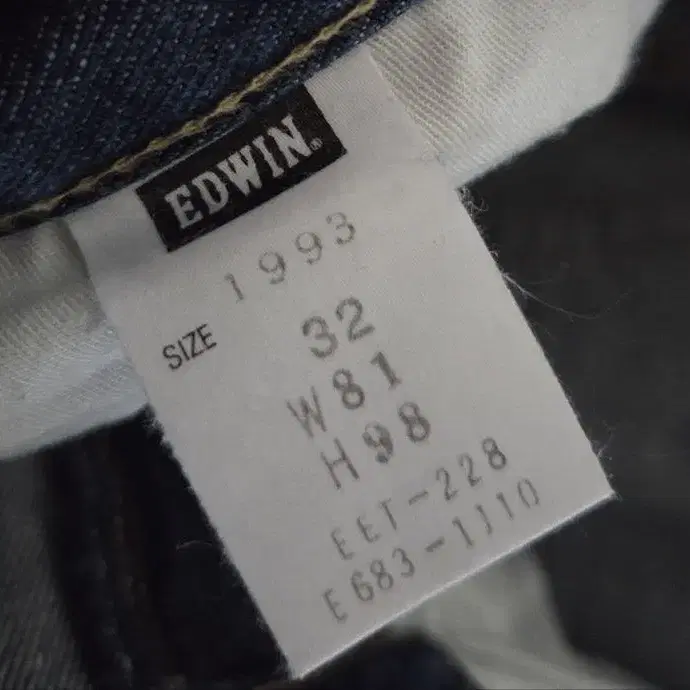 EDWIN®
1993
SIZE 32
W81
H98
EET-228
E683-1110